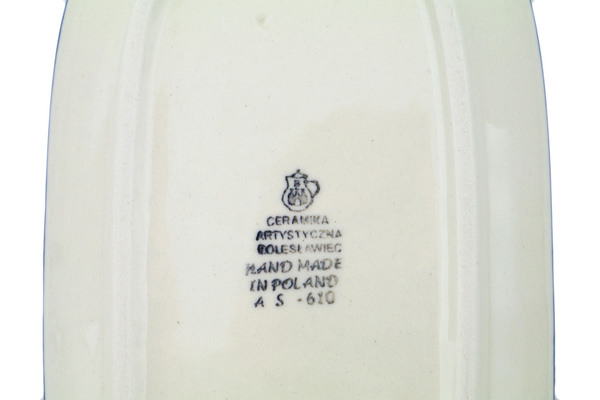 CERAMIKA
ARTYSTYCZNA
BOLESŁAWIEC
HAND MADE
IN POLAND
A S -610